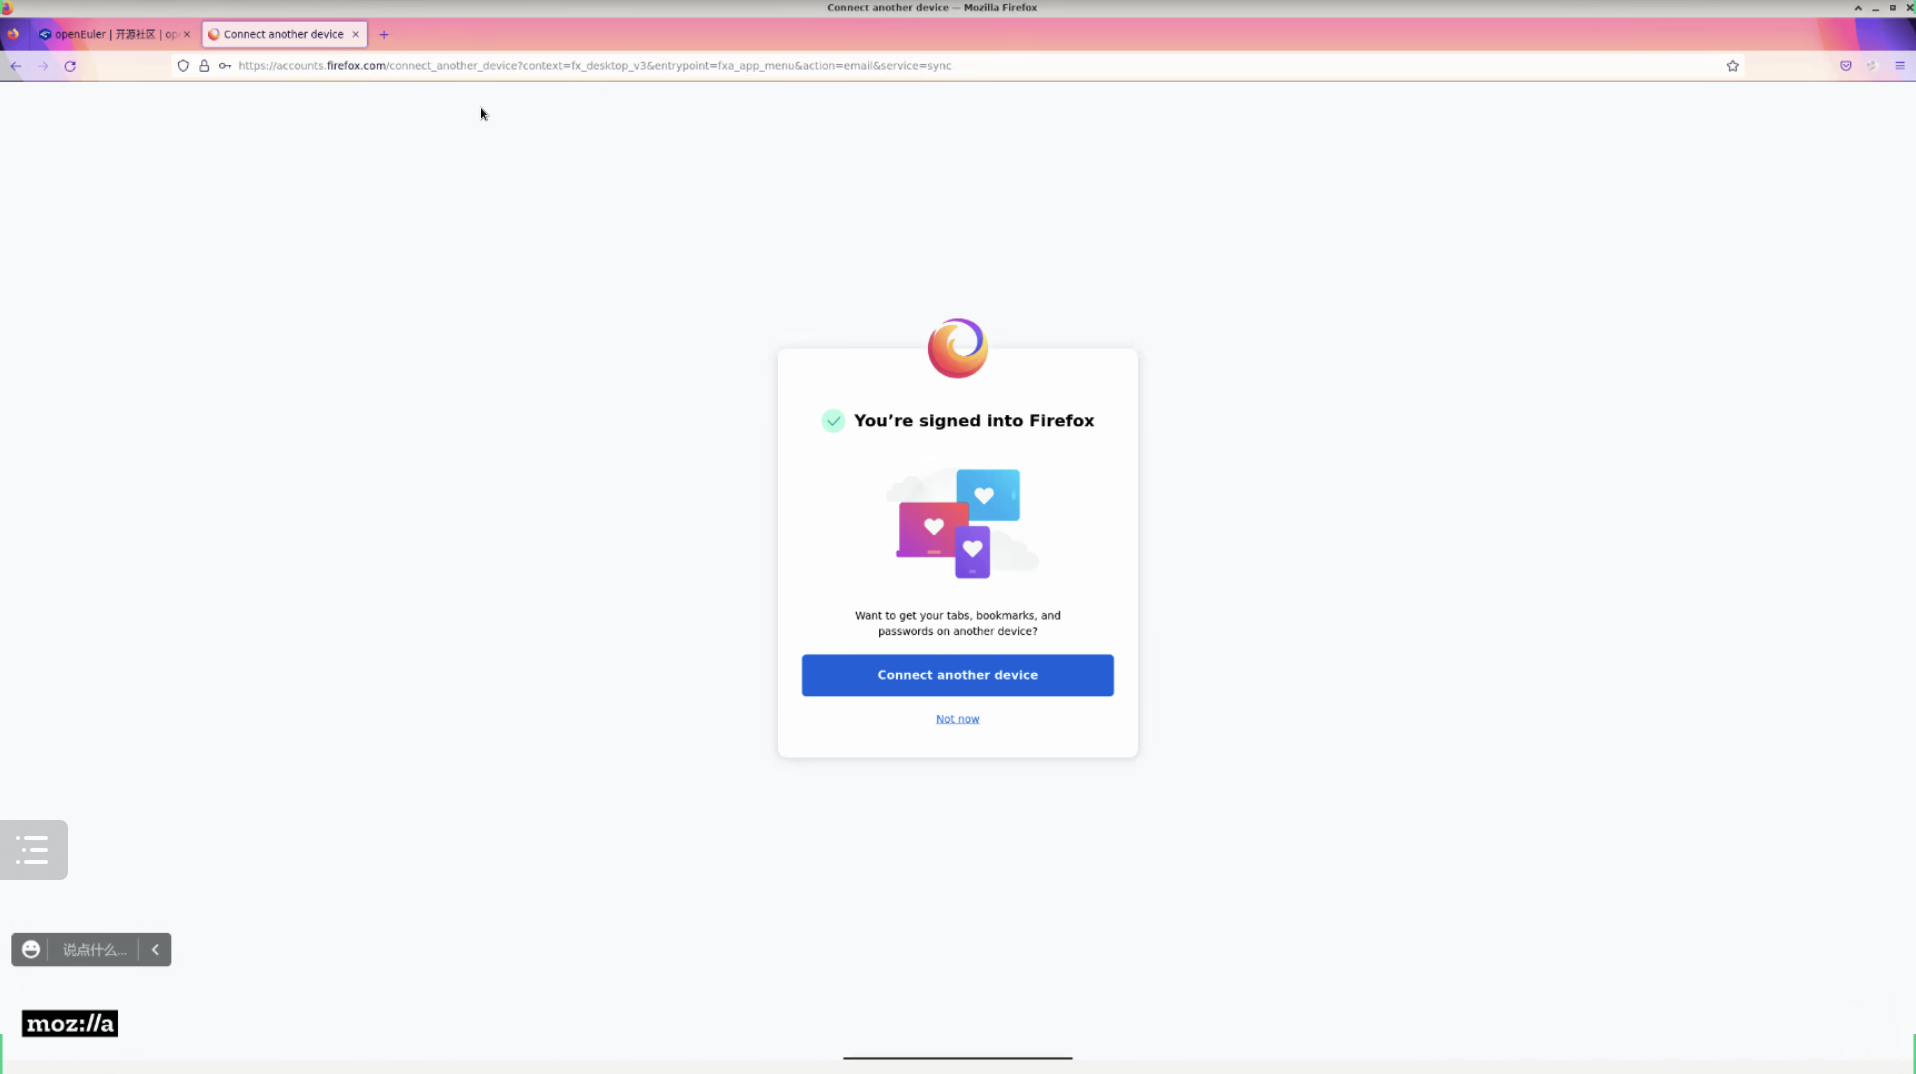 Connect another device — Mozilla Firefox
openEuler | 开源社区 | op
Connect another device
https://accounts.firefox.com/connect_another_device?context=fx_desktop_v3&entrypoint=fxa_app_menu&action=email&service=sync
You’re signed into Firefox
Want to get your tabs, bookmarks, and
passwords on another device?
Connect another device
Not now
说点什么...
moz://a